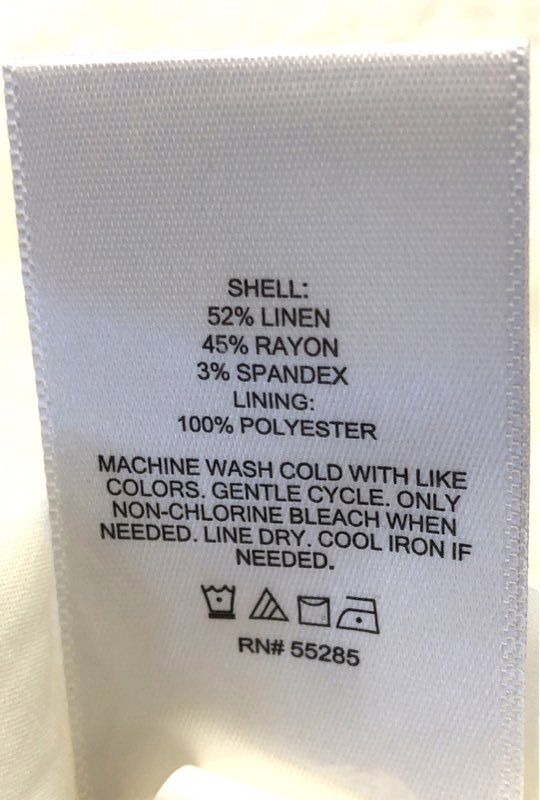 SHELL:
52% LINEN
45% RAYON
3% SPANDEX
LINING:
100% POLYESTER
MACHINE WASH COLD WITH LIKE
COLORS. GENTLE CYCLE. ONLY
NON-CHLORINE BLEACH WHEN
NEEDED. LINE DRY. COOL IRON IF
NEEDED.
RN# 55285